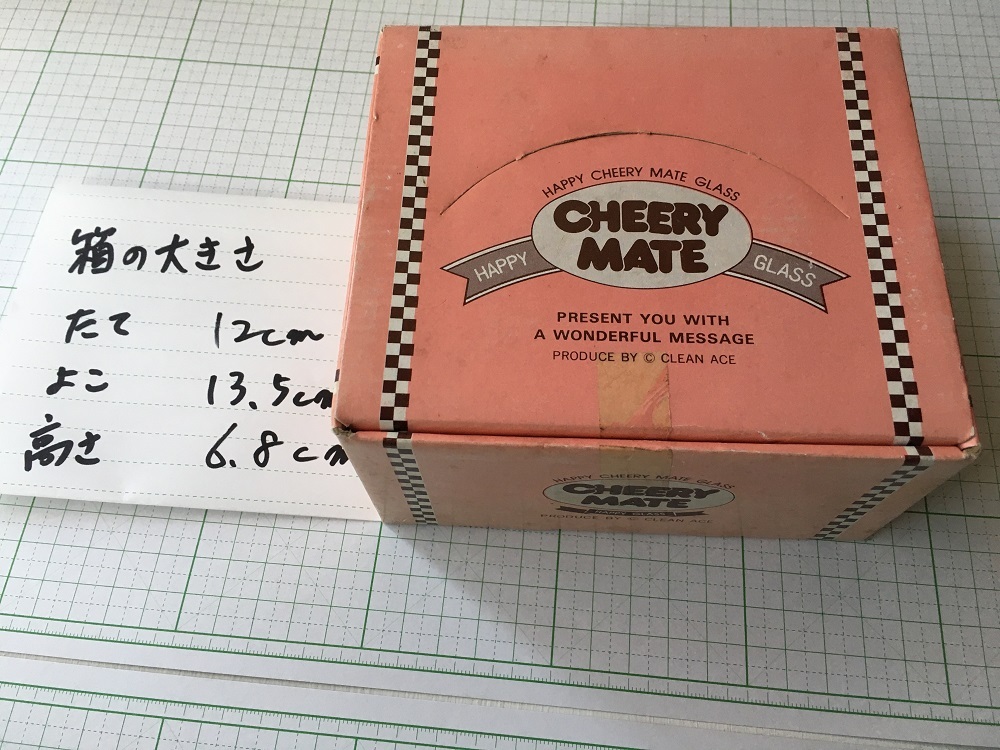 箱の大きさ
たて 12cm
よこ 13.5cm
高さ 6.8cm
HAPPY CHEERY MATE GLASS
CHEERY
MATE
HAPPY GLASS
PRESENT YOU WITH
A WONDERFUL MESSAGE
PRODUCE BY © CLEAN ACE
HAPPY CHEERY MATE GLASS
CHEERY
MATE
HAPPY GLASS
PRODUCE BY © CLEAN ACE